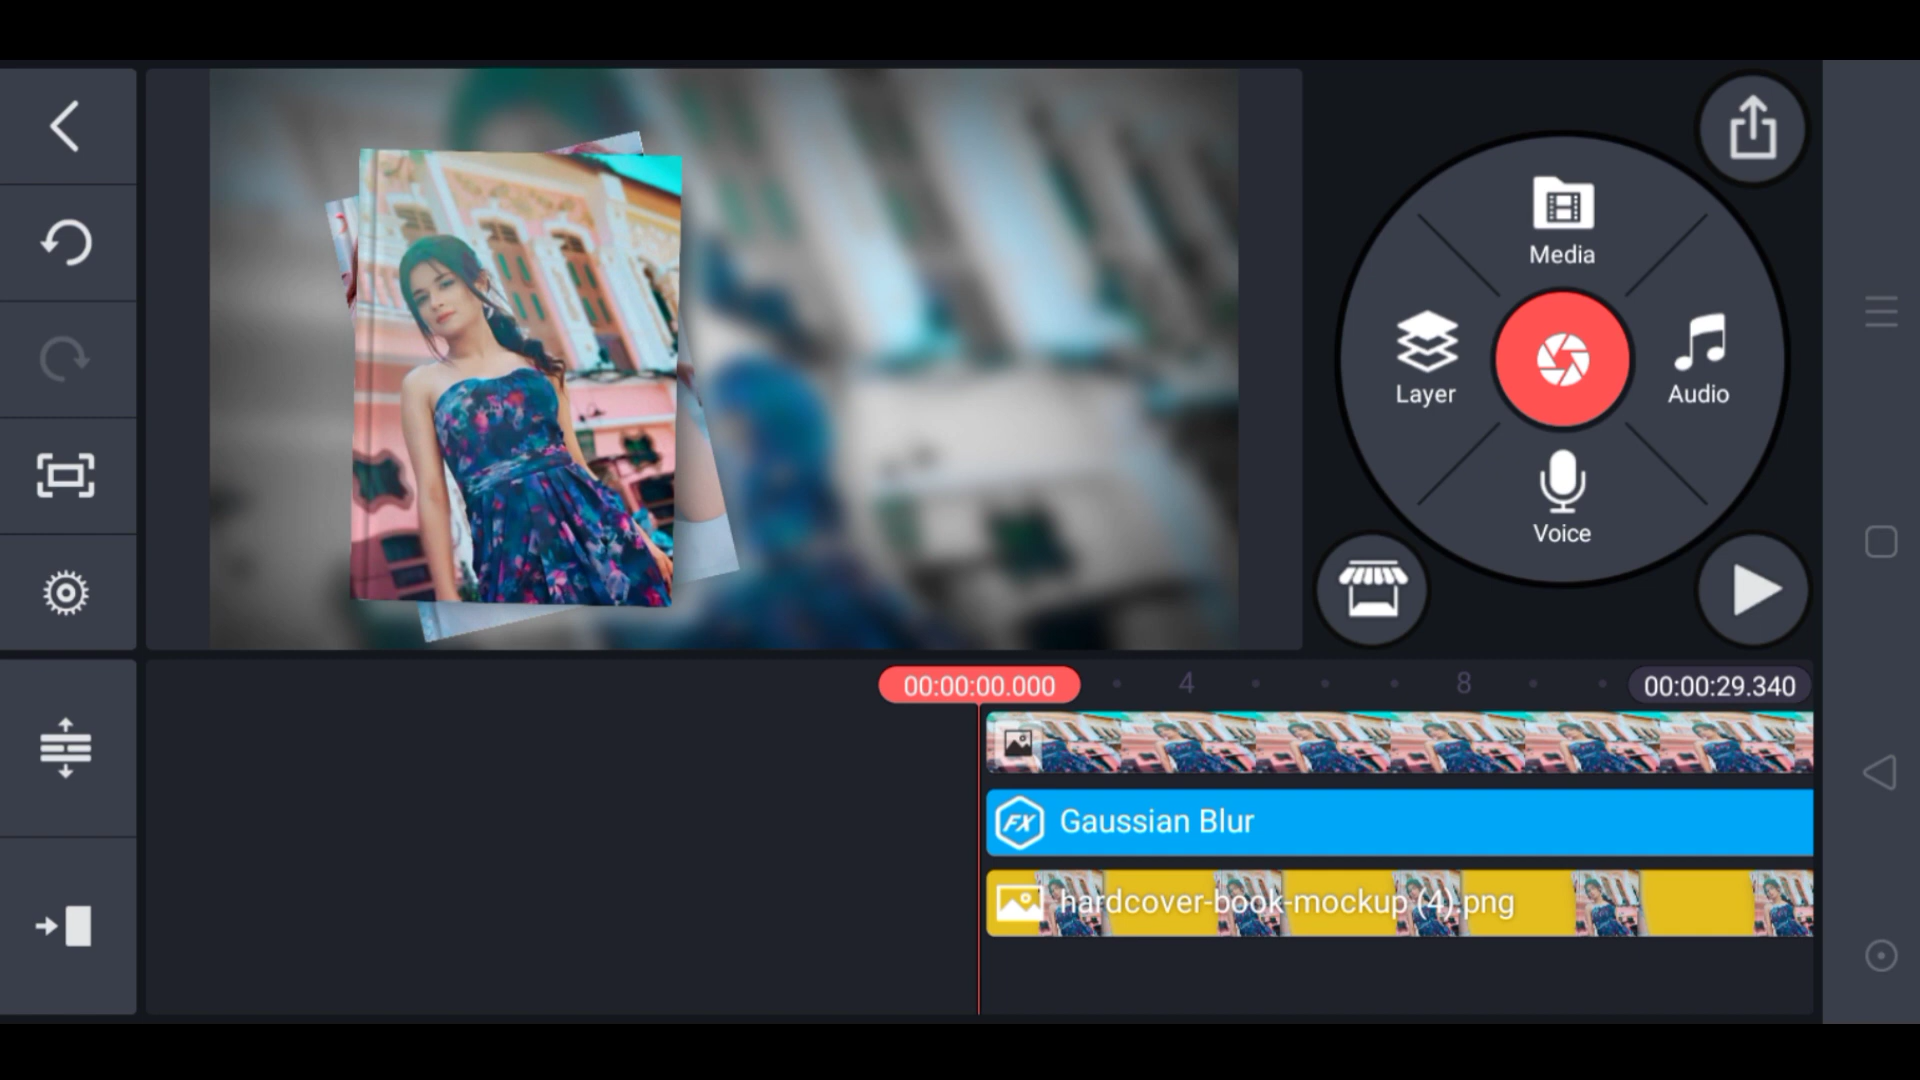 Media
Layer
Audio
Voice
00:00:00.000
4
8
00:00:29.340
FX Gaussian Blur
hardcover-book-mockup (4).png